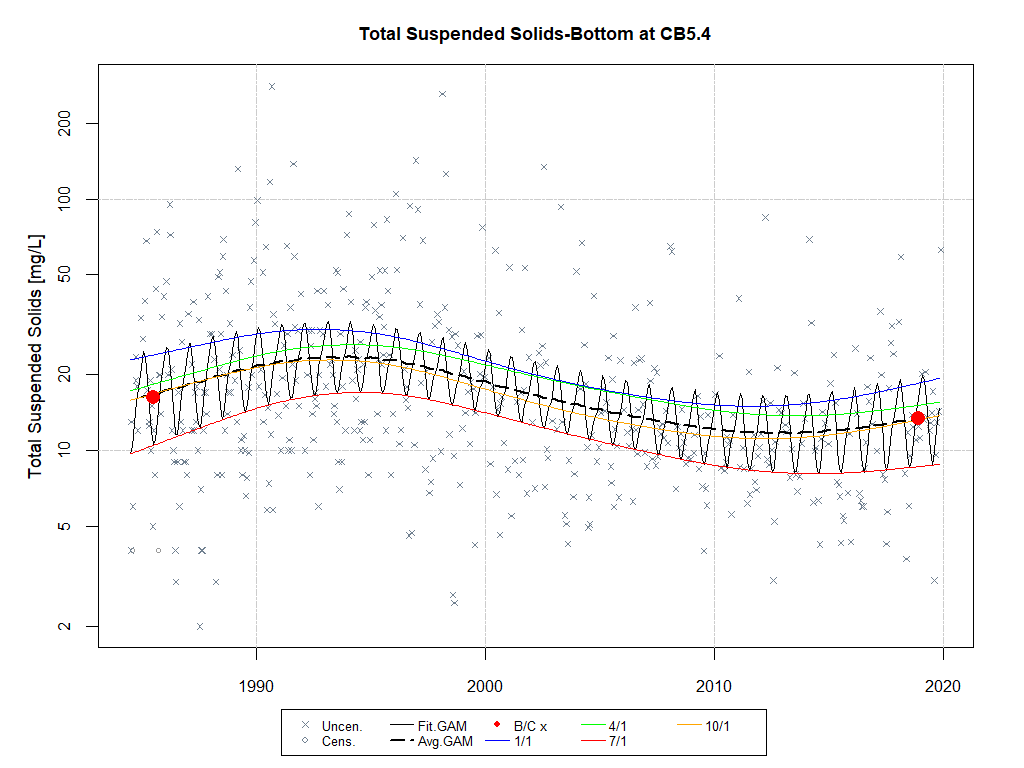 Total Suspended Solids-Bottom at CB5.4
Total Suspended Solids [mg/L]
200
100
50
20
10
5
2
1990 2000 2010 2020
Uncen. Fit.GAM B/C x 4/1 10/1
Cens. Avg.GAM 1/1 7/1